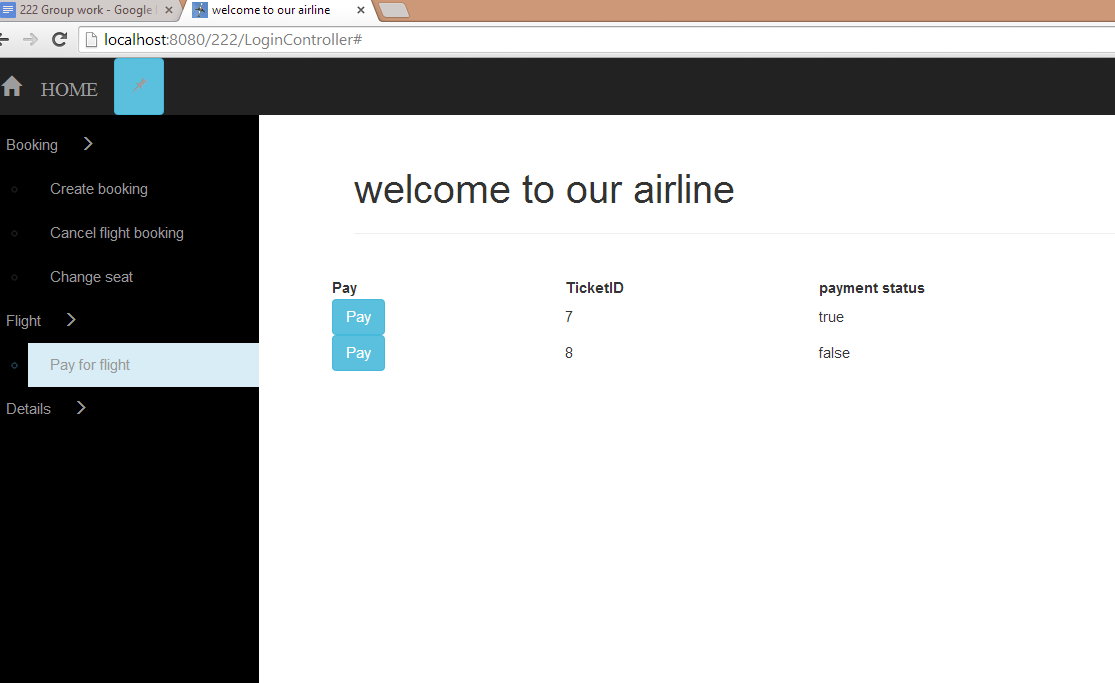 222 Group work - Google
welcome to our airline
localhost:8080/222/LoginController#
HOME
Booking
Create booking
Cancel flight booking
Change seat
Flight
Pay for flight
Details
welcome to our airline
Pay TicketID payment status
Pay 7 true
Pay 8 false